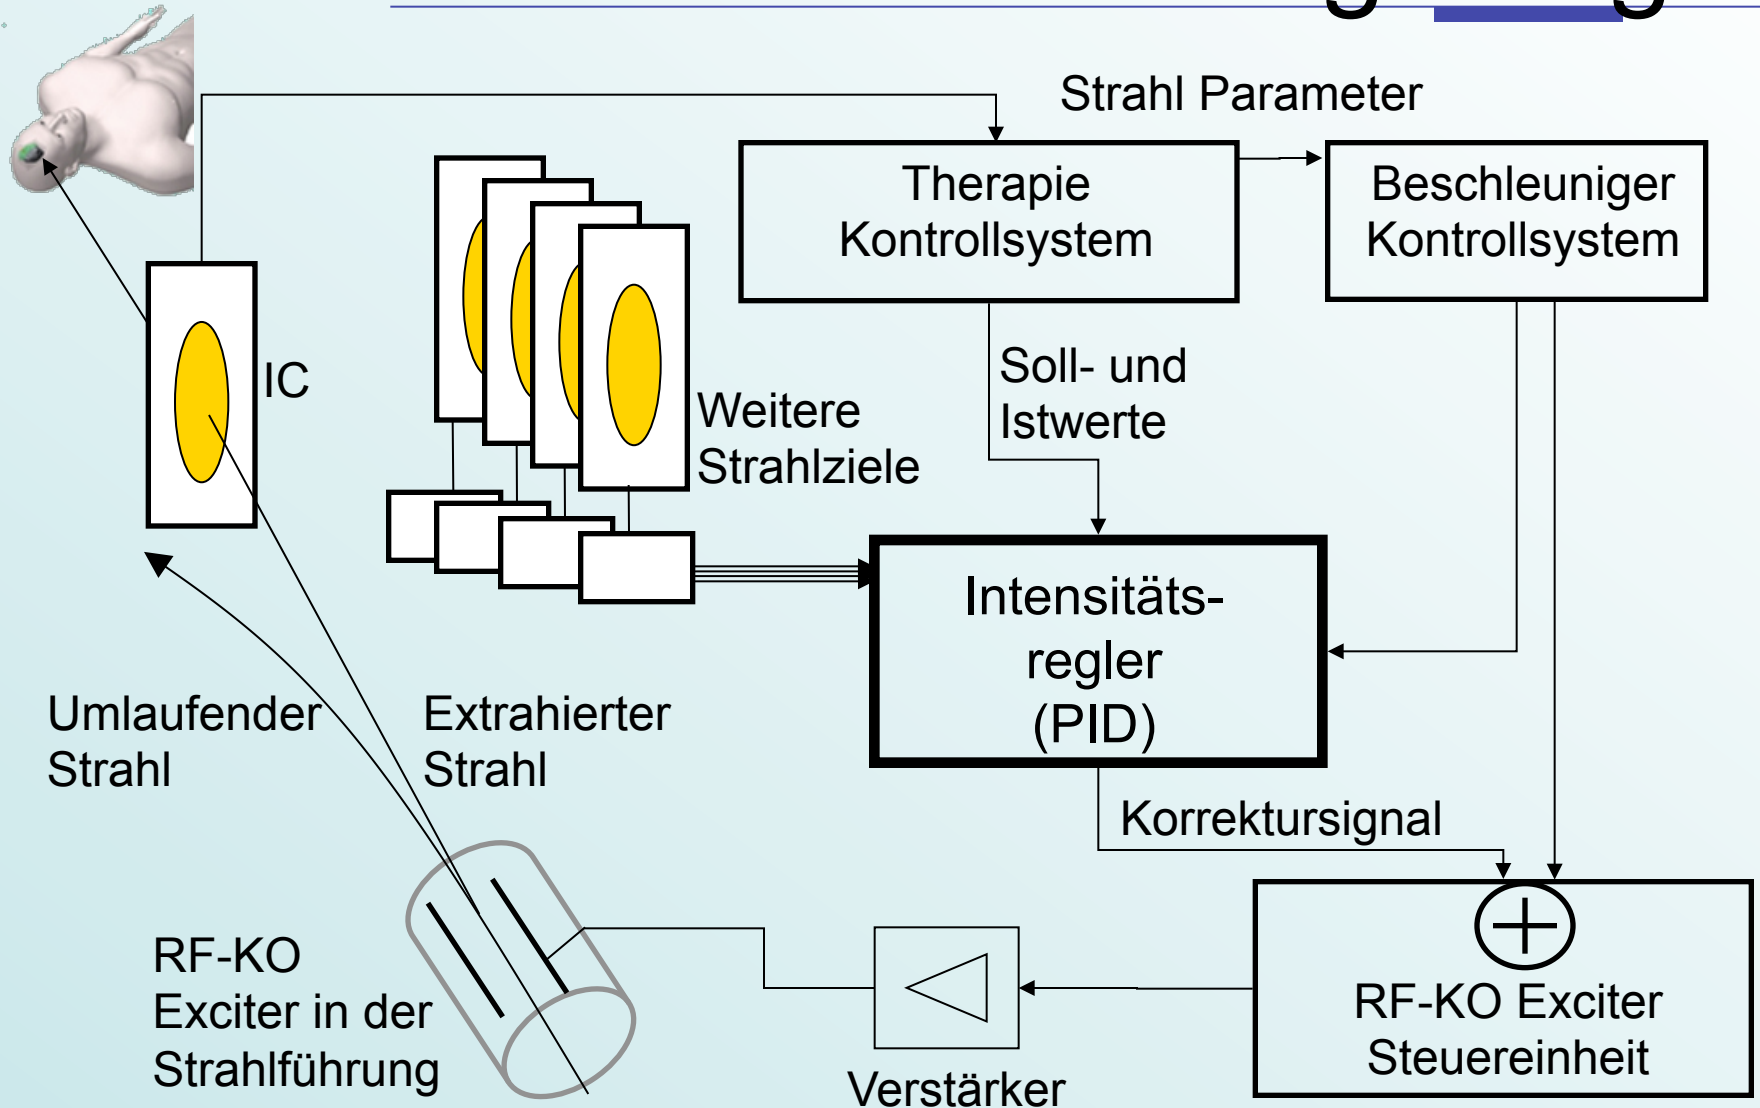 Strahl Parameter
Therapie
Kontrollsystem
Beschleuniger
Kontrollsystem
IC
Weitere
Strahlziele
Soll- und
Istwerte
Intensitäts-
regler
(PID)
Umlaufender
Strahl
Extrahierter
Strahl
Korrektursignal
RF-KO
Exciter in der
Strahlführung
Verstärker
RF-KO Exciter
Steuereinheit